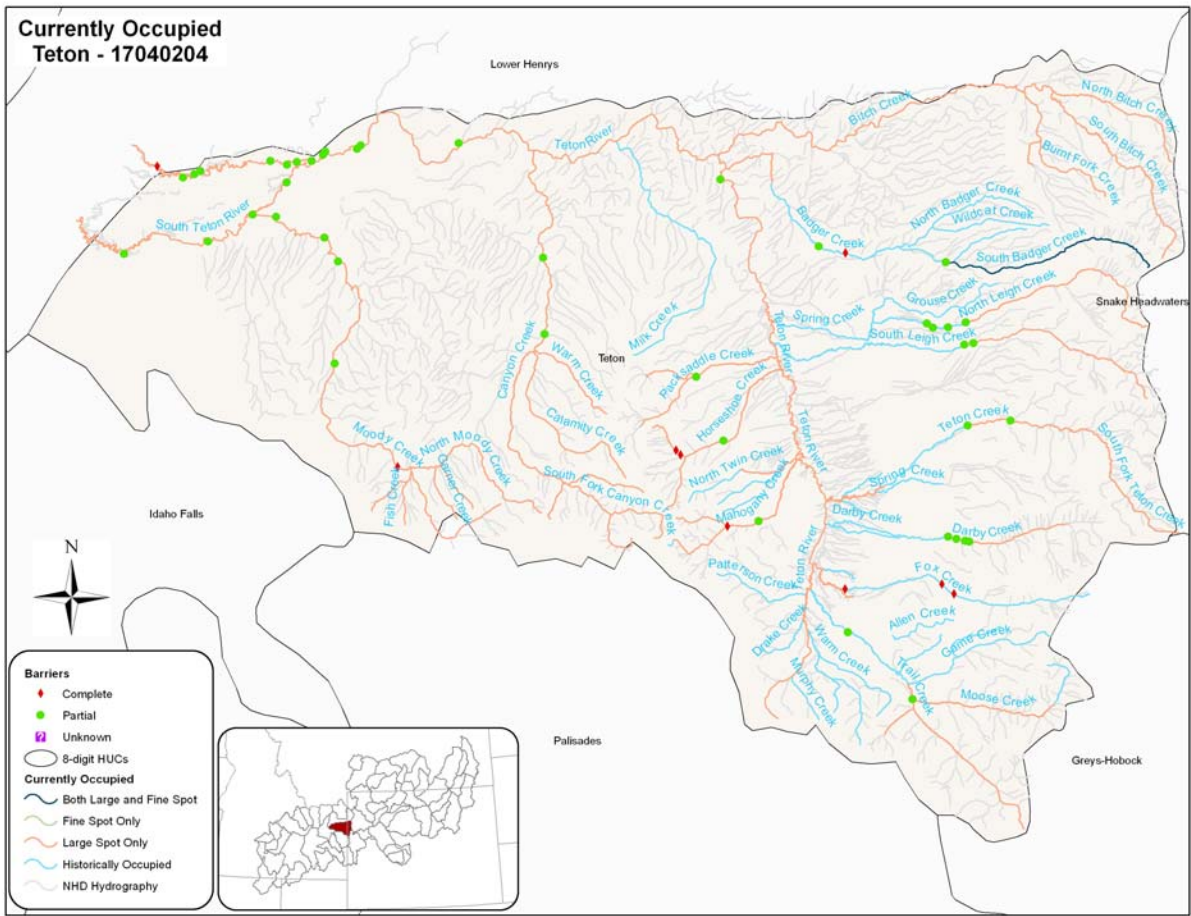 Currently Occupied
Teton - 17040204
Lower Henrys
North Bitch Creek
Bitch Creek
South Bitch Creek
Burnt Fork Creek
Teton River
North Badger Creek
Wildcat Creek
Badger Creek
South Badger Creek
South Teton River
Grouse Creek
North Leigh Creek
Snake Headwaters
Spring Creek
South Leigh Creek
Milk Creek
Teton River
Canyon Creek
Warm Creek
Teton
Packsaddle Creek
Horseshoe Creek
Calamity Creek
Teton River
Teton Creek
South Fork Teton Creek
Moody Creek
North Moody Creek
Garner Creek
Fish Creek
South Fork Canyon Creek
North Twin Creek
Mahogany Creek
Spring Creek
Darby Creek
Darby Creek
Idaho Falls
N
Teton River
Patterson Creek
Fox Creek
Allen Creek
Drake Creek
Warm Creek
Game Creek
Trail Creek
Murphy Creek
Moose Creek
Palisades
Greys-Hobock
Barriers
Complete
Partial
?
Unknown
8-digit HUCs
Currently Occupied
Both Large and Fine Spot
Fine Spot Only
Large Spot Only
Historically Occupied
NHD Hydrography